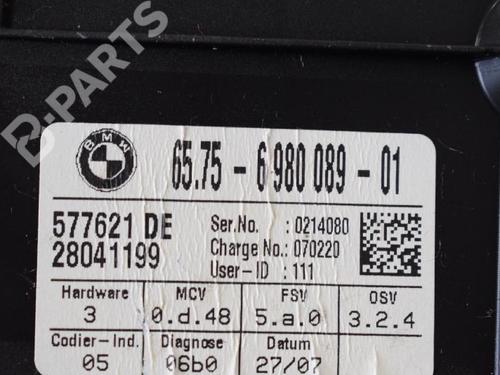 B-PARTS
BMW
65.75 - 6 980 089 - 01
577621 DE
28041199
Ser.No. : 0214080
Charge No.: 070220
User-ID : 111
Hardware MCV FSV OSV
3 0.d.48 5.a.0 3.2.4
Codier-Ind. Diagnose Datum
05 06b0 27/07